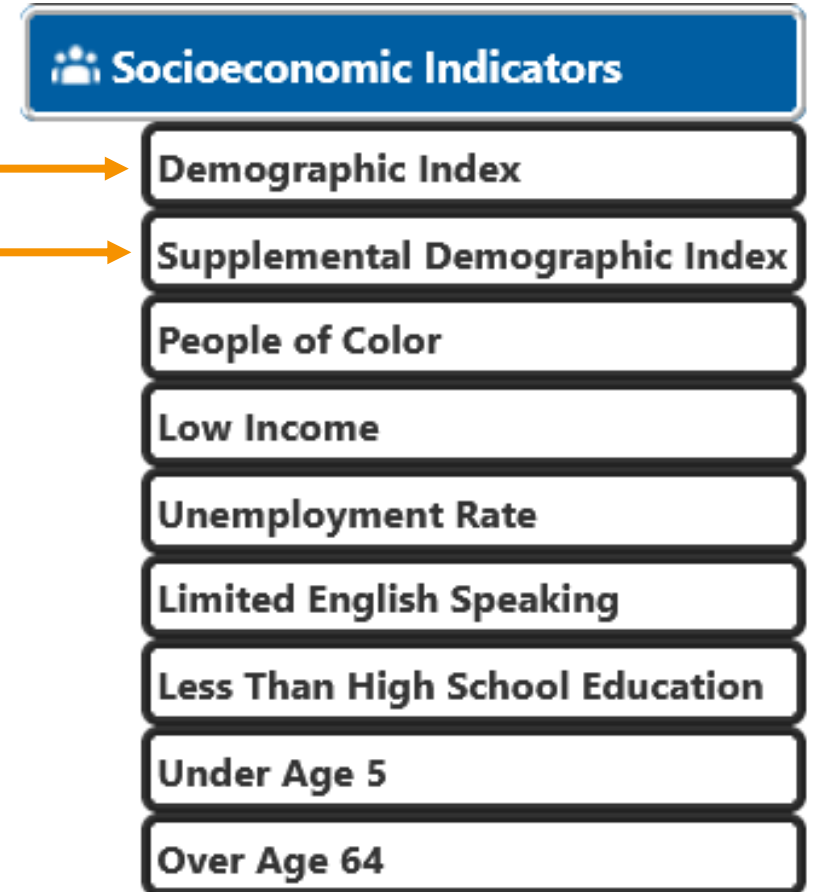 Socioeconomic Indicators
Demographic Index
Supplemental Demographic Index
People of Color
Low Income
Unemployment Rate
Limited English Speaking
Less Than High School Education
Under Age 5
Over Age 64